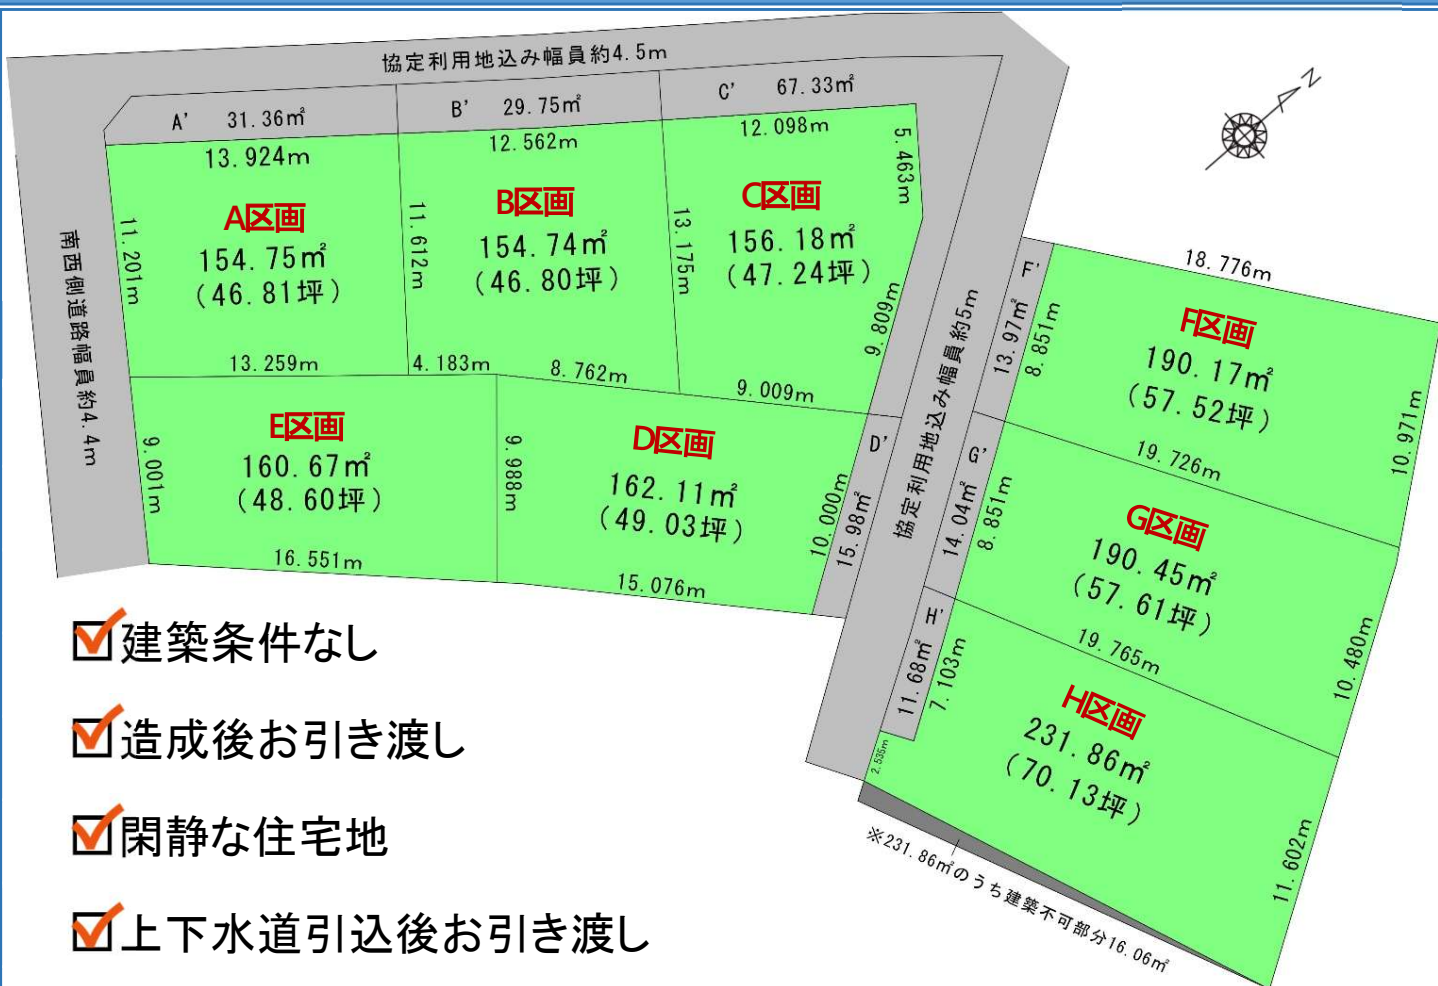 協定利用地込み幅員約4.5m
A' 31.36㎡
B' 29.75㎡
C' 67.33㎡
13.924m
12.562m
12.098m
5.463m
N
南西側道路幅員約4.4m
11.201m
A区画
154.75㎡
(46.81坪)
11.612m
B区画
154.74㎡
(46.80坪)
13.175m
C区画
156.18㎡
(47.24坪)
9.809m
13.259m
4.183m
8.762m
9.009m
協定利用地込み幅員約5m
9.001m
E区画
160.67㎡
(48.60坪)
16.551m
9.988m
D区画
162.11㎡
(49.03坪)
15.076m
10.000m
D'
15.98㎡
F'
13.97㎡
8.851m
18.776m
F区画
190.17㎡
(57.52坪)
10.971m
G'
14.04㎡
8.851m
19.726m
G区画
190.45㎡
(57.61坪)
10.480m
H'
11.68㎡
7.103m
2.535m
19.765m
H区画
231.86㎡
(70.13坪)
11.602m
※231.86㎡のうち建築不可部分16.06㎡
建築条件なし
造成後お引き渡し
閑静な住宅地
上下水道引込後お引き渡し